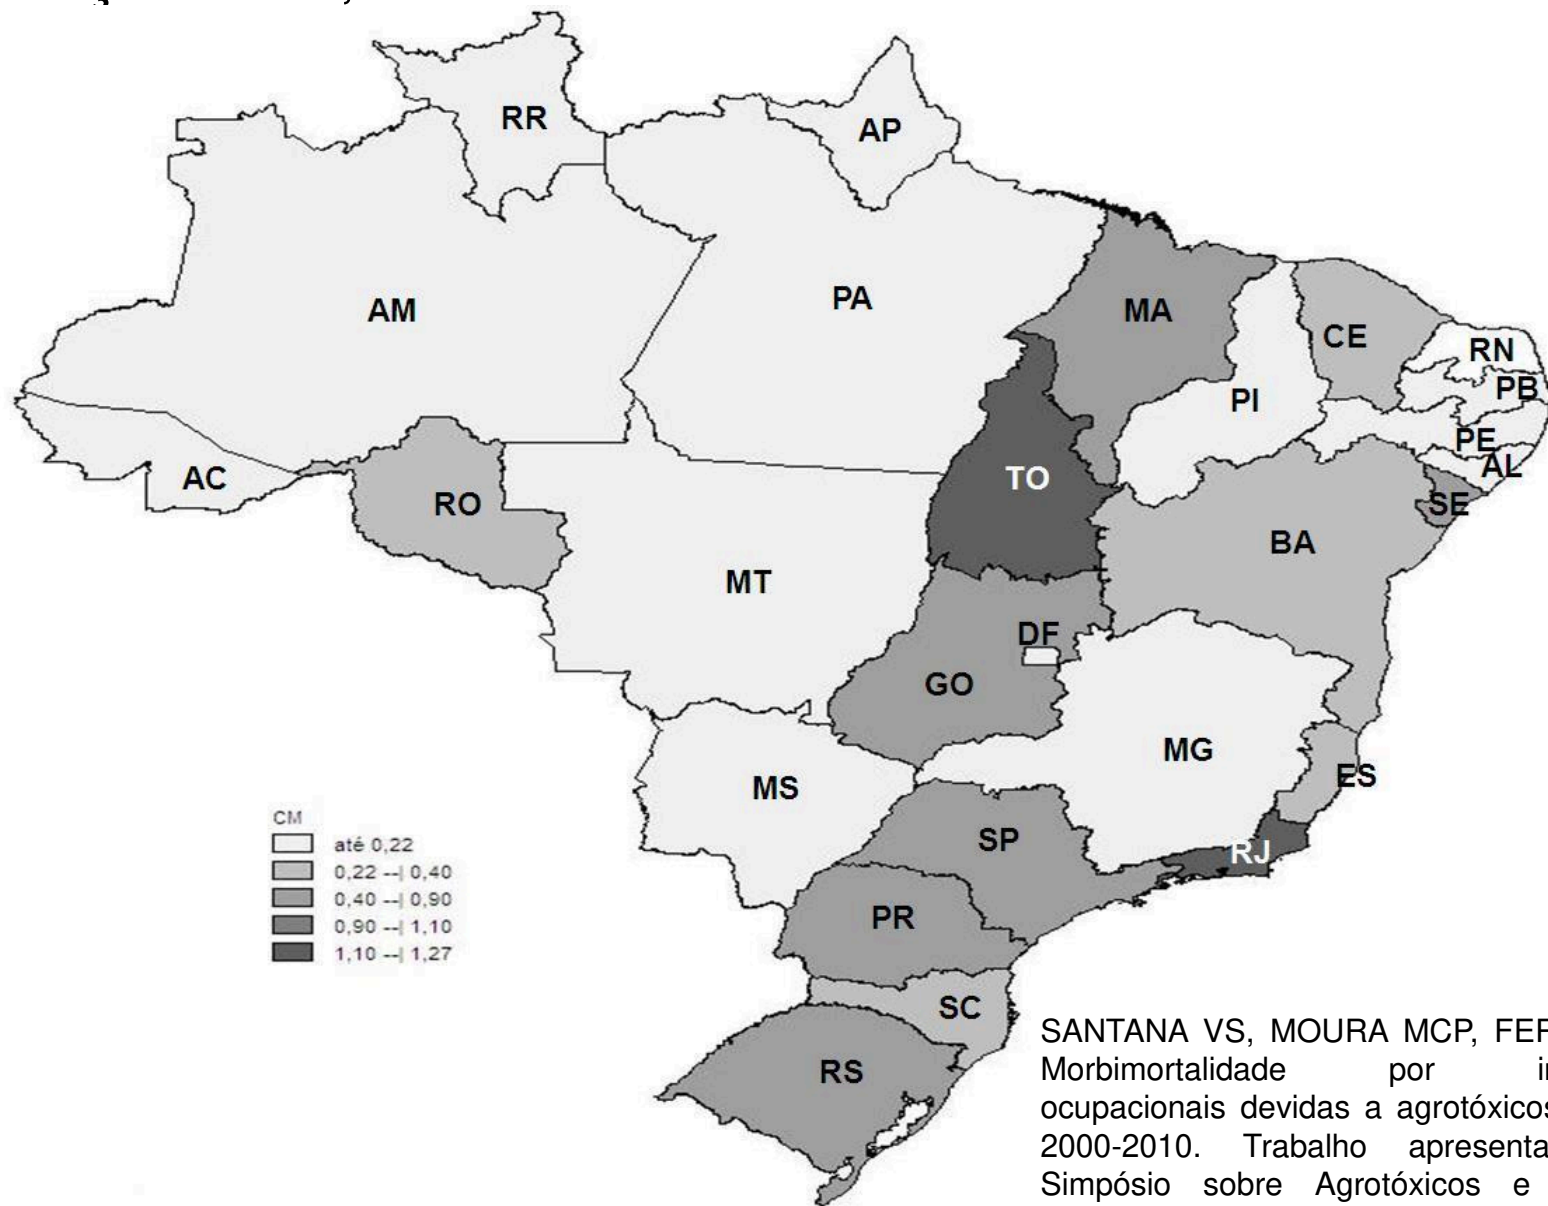 RR
AP
AM
PA
MA
CE
RN
PB
PI
PE
AL
AC
RO
TO
SE
BA
MT
DF
GO
MG
MS
ES
SP
RJ
PR
SC
RS
CM
até 0,22
0,22 --| 0,40
0,40 --| 0,90
0,90 --| 1,10
1,10 --| 1,27
SANTANA VS, MOURA MCP, FER
Morbimortalidade por in
ocupacionais devidas a agrotóxicos
2000-2010. Trabalho apresenta
Simpósio sobre Agrotóxicos e